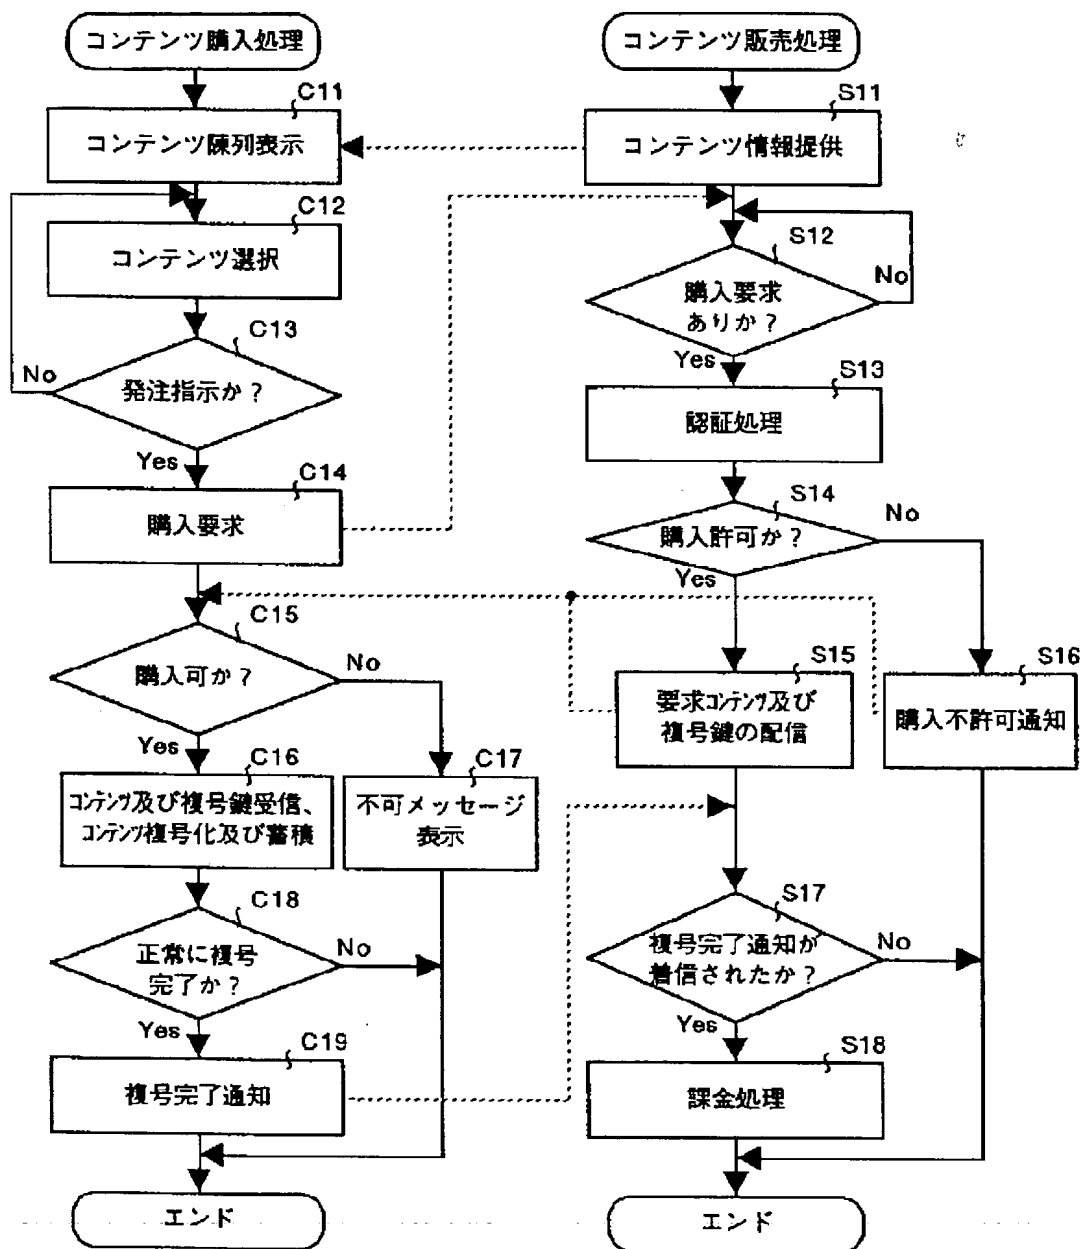 コンテンツ購入処理
C11
コンテンツ陳列表示
C12
コンテンツ選択
C13
発注指示か?
No
Yes
C14
購入要求
C15
購入可か?
No
Yes
C16
コンテンツ及び複号鍵受信、
コンテンツ複号化及び蓄積
C17
不可メッセージ
表示
C18
正常に複号
完了か?
No
Yes
C19
複号完了通知
エンド
コンテンツ販売処理
S11
コンテンツ情報提供
S12
購入要求
ありか?
No
Yes
S13
認証処理
S14
購入許可か?
No
Yes
S15
要求コンテンツ及び
複号鍵の配信
S16
購入不許可通知
S17
複号完了通知が
着信されたか?
No
Yes
S18
課金処理
エンド